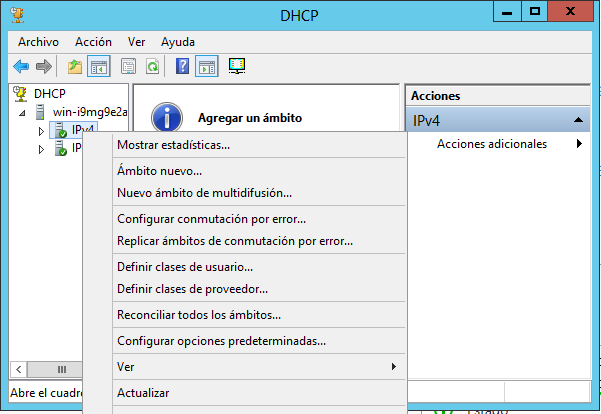 DHCP
Archivo Acción Ver Ayuda
DHCP
win-i9mg9e2a
IPv4
IP
Agregar un ámbito
Acciones
IPv4
Acciones adicionales
Mostrar estadísticas...
Ámbito nuevo...
Nuevo ámbito de multidifusión...
Configurar conmutación por error...
Replicar ámbitos de conmutación por error...
Definir clases de usuario...
Definir clases de proveedor...
Reconciliar todos los ámbitos...
Configurar opciones predeterminadas...
Ver
Actualizar
Abre el cuadro
Estado